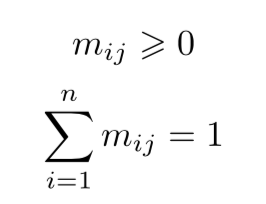 m_{ij} ⩾ 0
\sum_{i=1}^{n} m_{ij} = 1